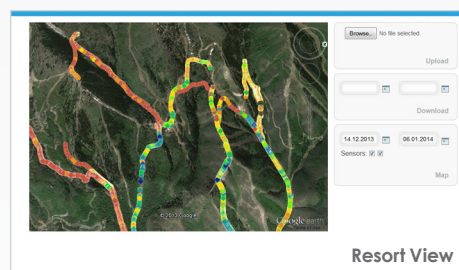 Browse..
No file selected
Upload
Download
14.12.2013
06.01.2014
Sensors:
Map
© 2013 Google
Google earth
Resort View